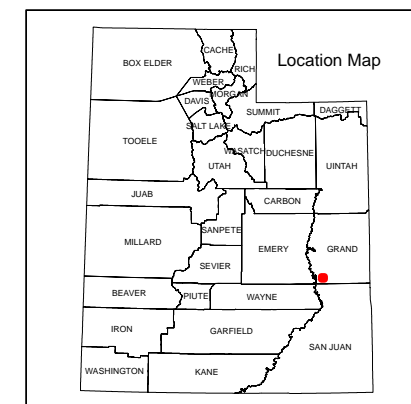 Location Map
CACHE
BOX ELDER
RICH
WEBER
MORGAN
DAVIS
SUMMIT
DAGGETT
SALT LAKE
TOOELE
WASATCH
DUCHESNE
UTAH
UINTAH
JUAB
CARBON
SANPETE
MILLARD
EMERY
GRAND
SEVIER
BEAVER
PIUTE
WAYNE
IRON
GARFIELD
SAN JUAN
WASHINGTON
KANE